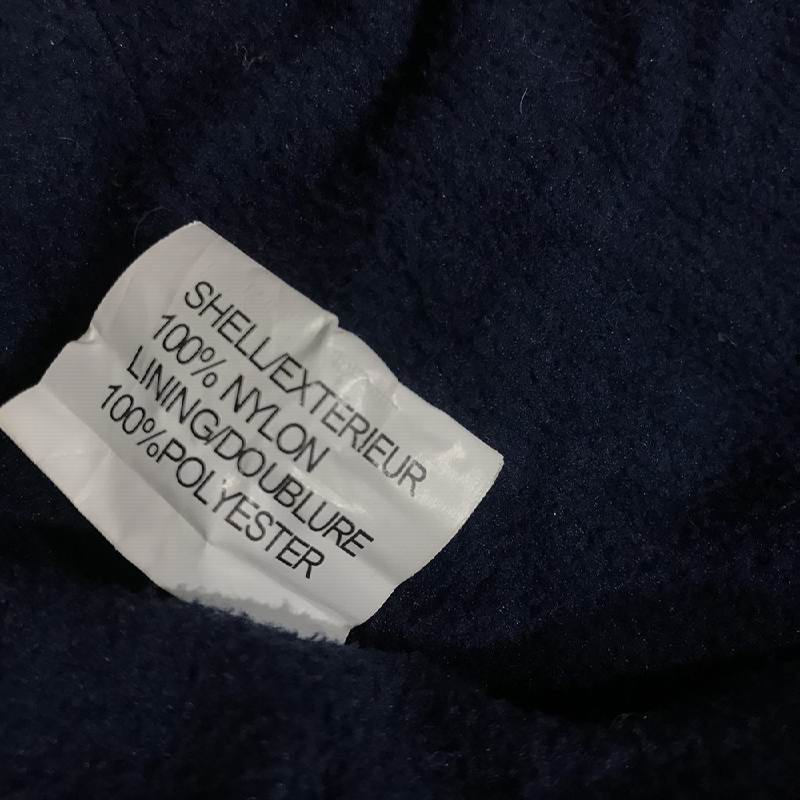 SHELL/EXTERIEUR
100% NYLON
LINING/DOUBLURE
100%POLYESTER